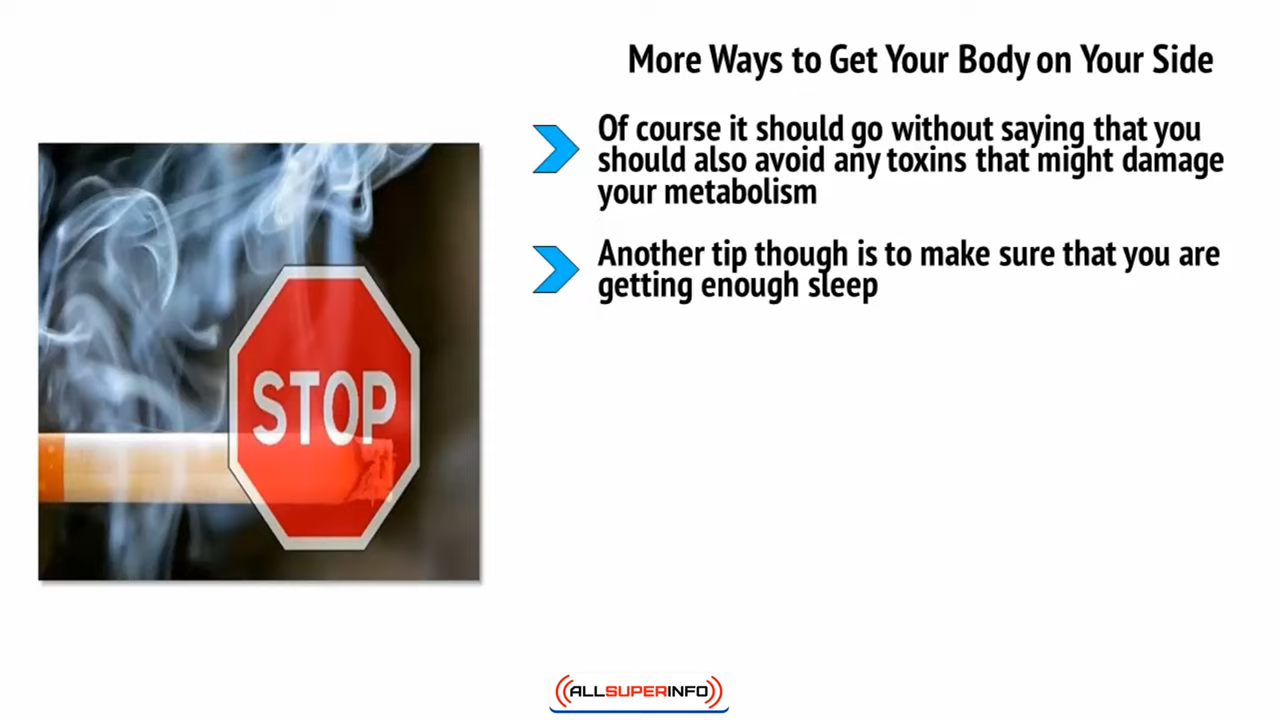 More Ways to Get Your Body on Your Side
Of course it should go without saying that you
should also avoid any toxins that might damage
your metabolism
Another tip though is to make sure that you are
getting enough sleep
STOP
ALLSUPERINFO